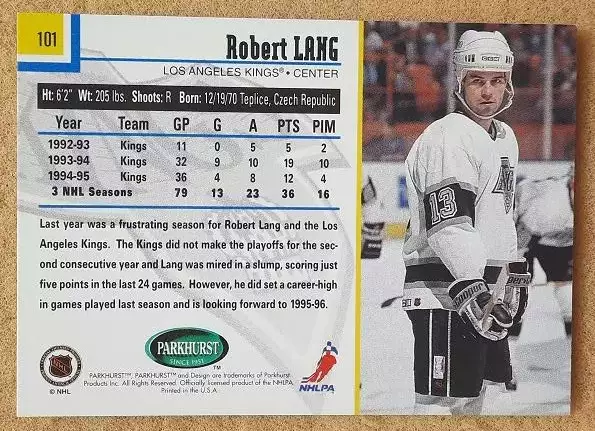 101
Robert LANG
LOS ANGELES KINGS® • CENTER
Ht: 6'2" Wt: 205 lbs. Shoots: R Born: 12/19/70 Teplice, Czech Republic
Year Team GP G A PTS PIM
1992-93 Kings 11 0 5 5 2
1993-94 Kings 32 9 10 19 10
1994-95 Kings 36 4 8 12 4
3 NHL Seasons 79 13 23 36 16
Last year was a frustrating season for Robert Lang and the Los
Angeles Kings. The Kings did not make the playoffs for the sec-
ond consecutive year and Lang was mired in a slump, scoring just
five points in the last 24 games. However, he did set a career-high
in games played last season and is looking forward to 1995-96.
PARKHURST
SINCE 1951
NHL
© NHL
PARKHURST™, PARKHURST™ and Design are trademarks of Parkhurst
Products Inc. All Rights Reserved. Officially licensed product of the NHLPA.
Printed in the U.S.A.
NHLPA
13